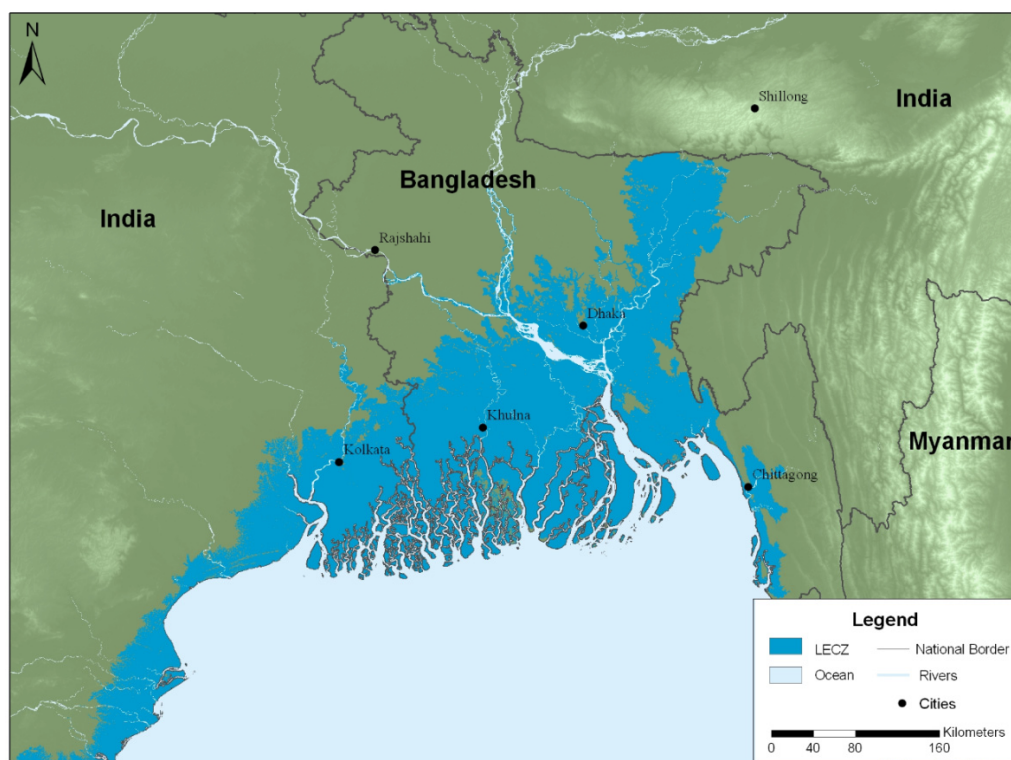 N
Shillong
India
Bangladesh
India
Rajshahi
Dhaka
Khulna
Kolkata
Myanmar
Chittagong
Legend
LECZ
National Border
Ocean
Rivers
Cities
Kilometers
0 40 80 160